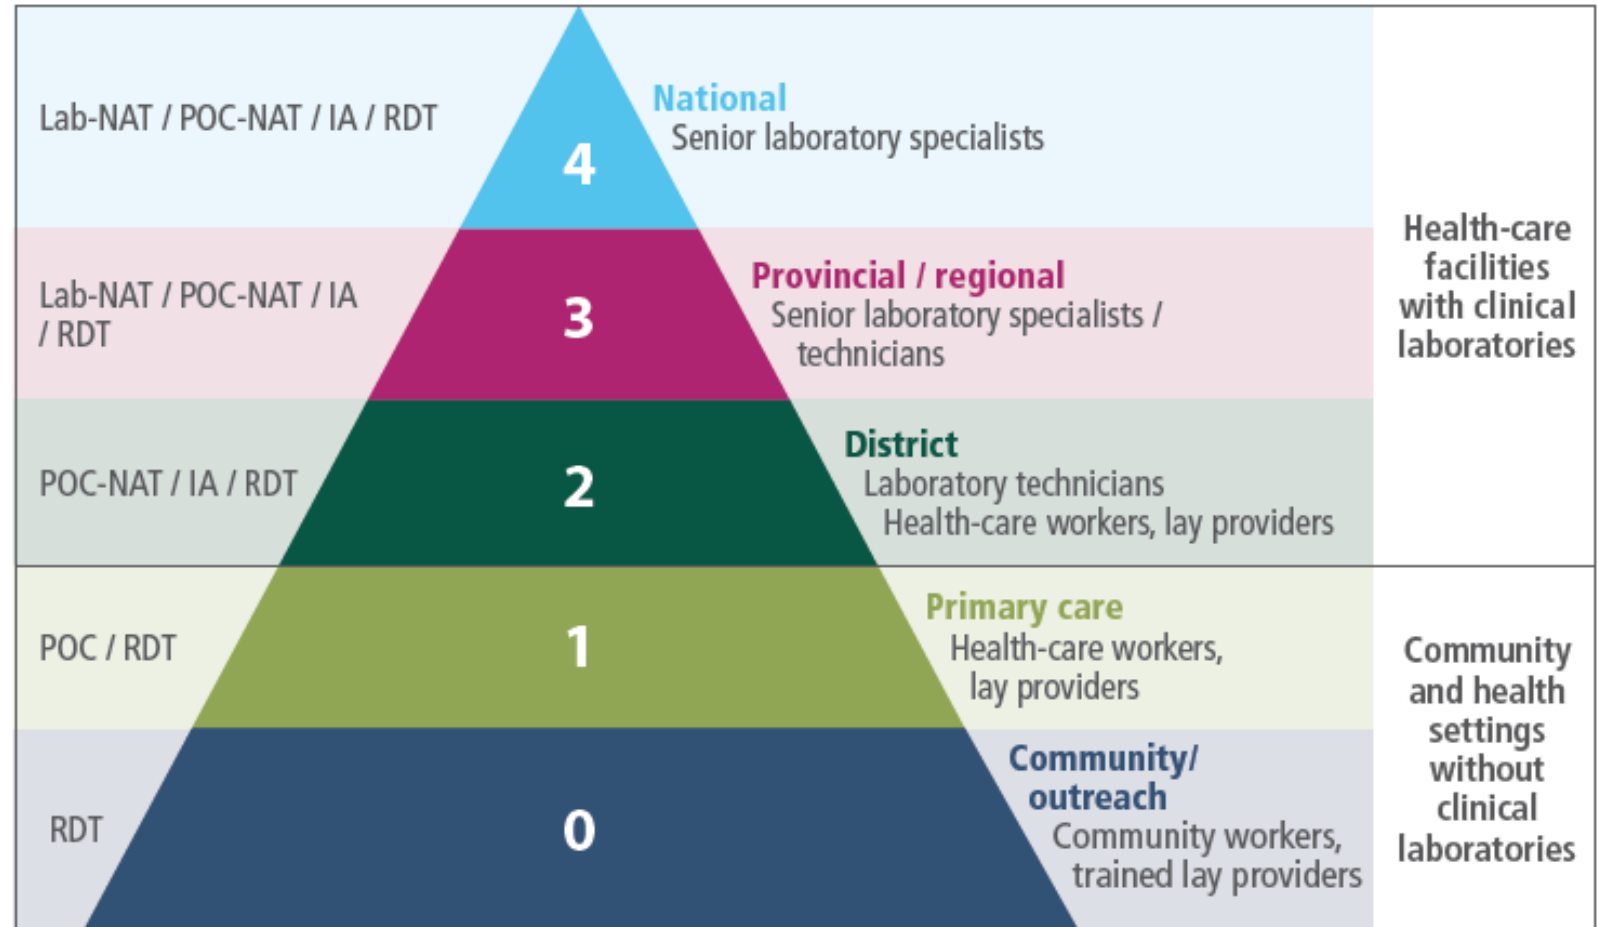 Lab-NAT / POC-NAT / IA / RDT
4
National
Senior laboratory specialists
Lab-NAT / POC-NAT / IA
/ RDT
3
Provincial / regional
Senior laboratory specialists /
technicians
POC-NAT / IA / RDT
2
District
Laboratory technicians
Health-care workers, lay providers
Health-care
facilities
with clinical
laboratories
POC / RDT
1
Primary care
Health-care workers,
lay providers
RDT
0
Community/
outreach
Community workers,
trained lay providers
Community
and health
settings
without
clinical
laboratories